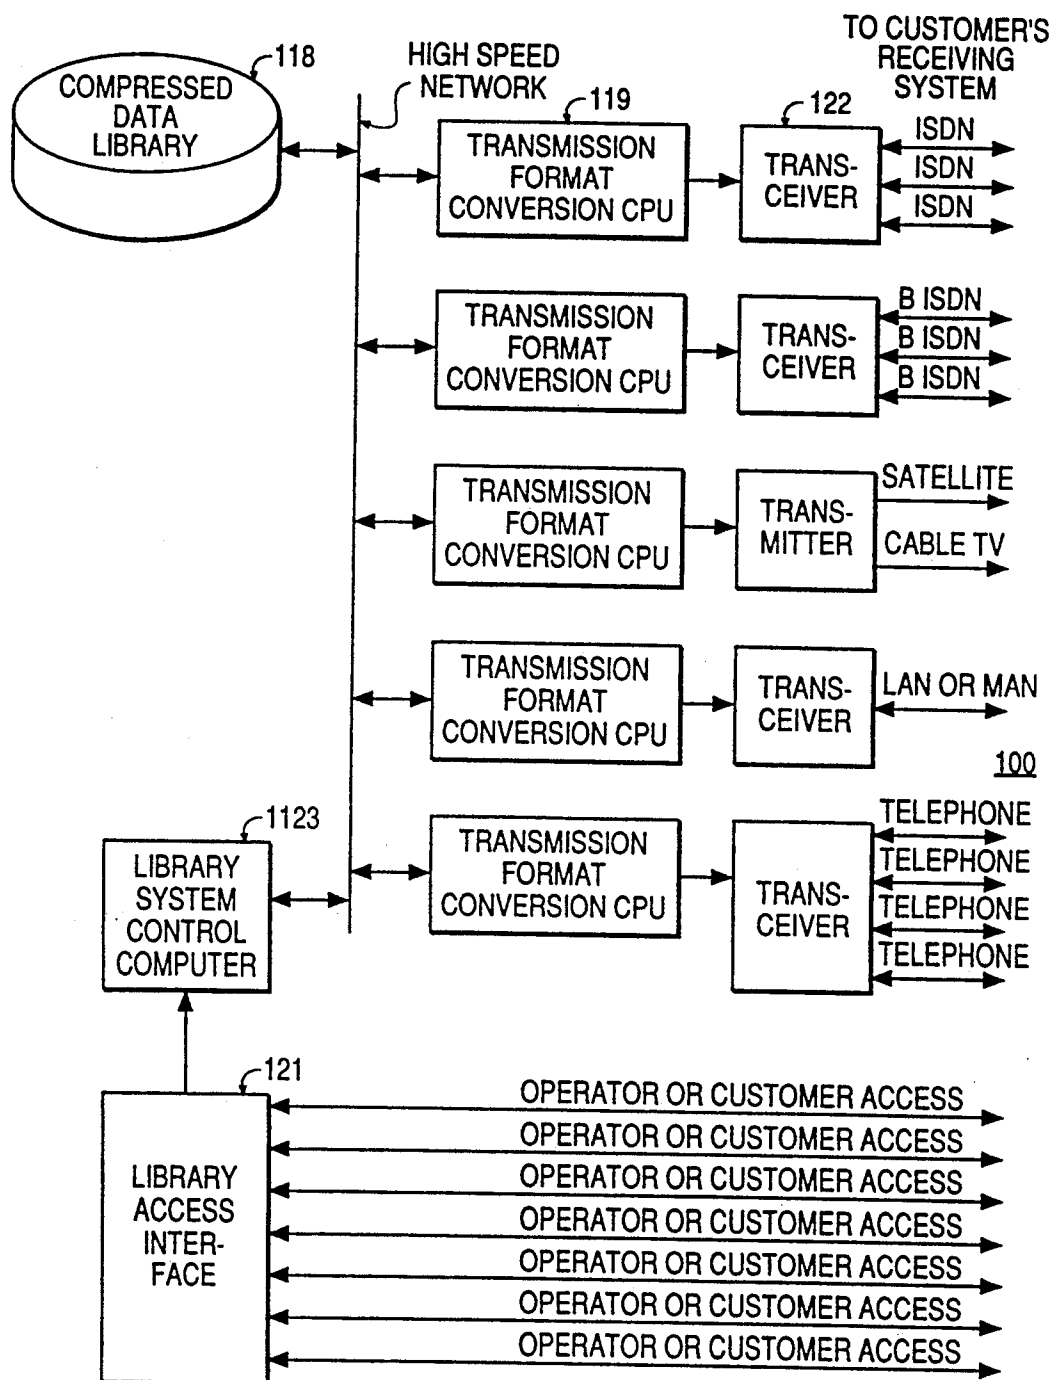 118
COMPRESSED
DATA
LIBRARY
HIGH SPEED
NETWORK
TO CUSTOMER'S
RECEIVING
SYSTEM
119
TRANSMISSION
FORMAT
CONVERSION CPU
122
TRANS-
CEIVER
ISDN
ISDN
ISDN
TRANSMISSION
FORMAT
CONVERSION CPU
TRANS-
CEIVER
B ISDN
B ISDN
B ISDN
TRANSMISSION
FORMAT
CONVERSION CPU
TRANS-
MITTER
SATELLITE
CABLE TV
TRANSMISSION
FORMAT
CONVERSION CPU
TRANS-
CEIVER
LAN OR MAN
100
1123
LIBRARY
SYSTEM
CONTROL
COMPUTER
TRANSMISSION
FORMAT
CONVERSION CPU
TRANS-
CEIVER
TELEPHONE
TELEPHONE
TELEPHONE
TELEPHONE
121
LIBRARY
ACCESS
INTER-
FACE
OPERATOR OR CUSTOMER ACCESS
OPERATOR OR CUSTOMER ACCESS
OPERATOR OR CUSTOMER ACCESS
OPERATOR OR CUSTOMER ACCESS
OPERATOR OR CUSTOMER ACCESS
OPERATOR OR CUSTOMER ACCESS
OPERATOR OR CUSTOMER ACCESS